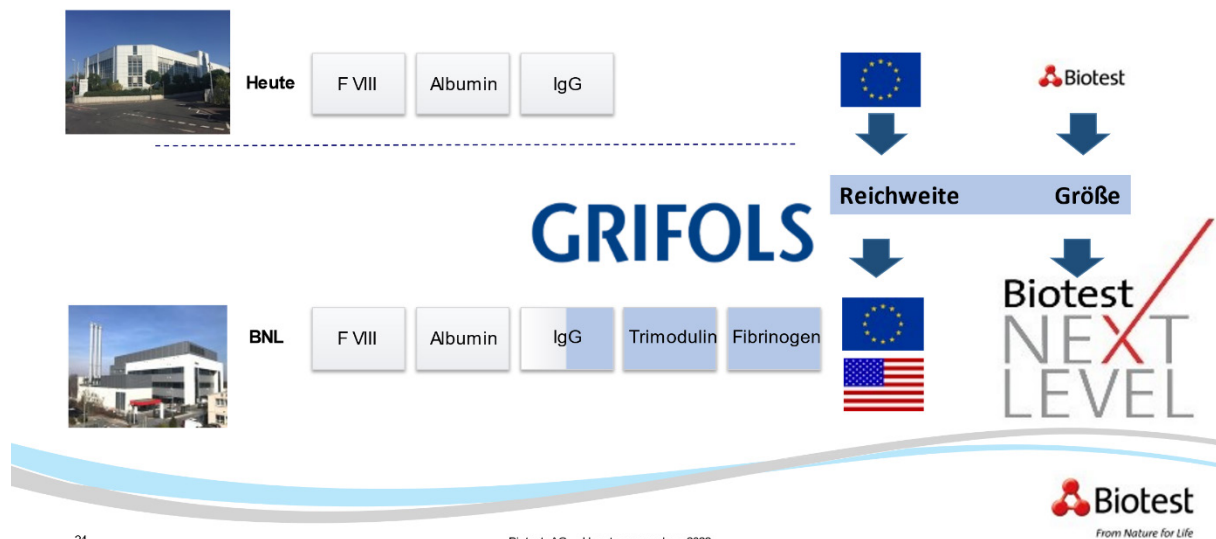 Heute
F VIII
Albumin
IgG
Biotest
Reichweite
Größe
GRIFOLS
BNL
F VIII
Albumin
IgG
Trimodulin
Fibrinogen
Biotest
NEXT
LEVEL
Biotest
From Nature for Life